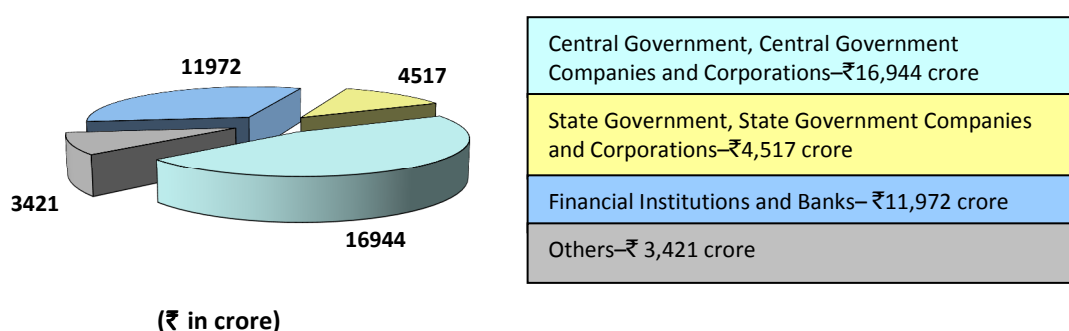 11972
4517
3421
16944
(₹ in crore)
Central Government, Central Government
Companies and Corporations–₹16,944 crore
State Government, State Government Companies
and Corporations–₹4,517 crore
Financial Institutions and Banks– ₹11,972 crore
Others–₹ 3,421 crore